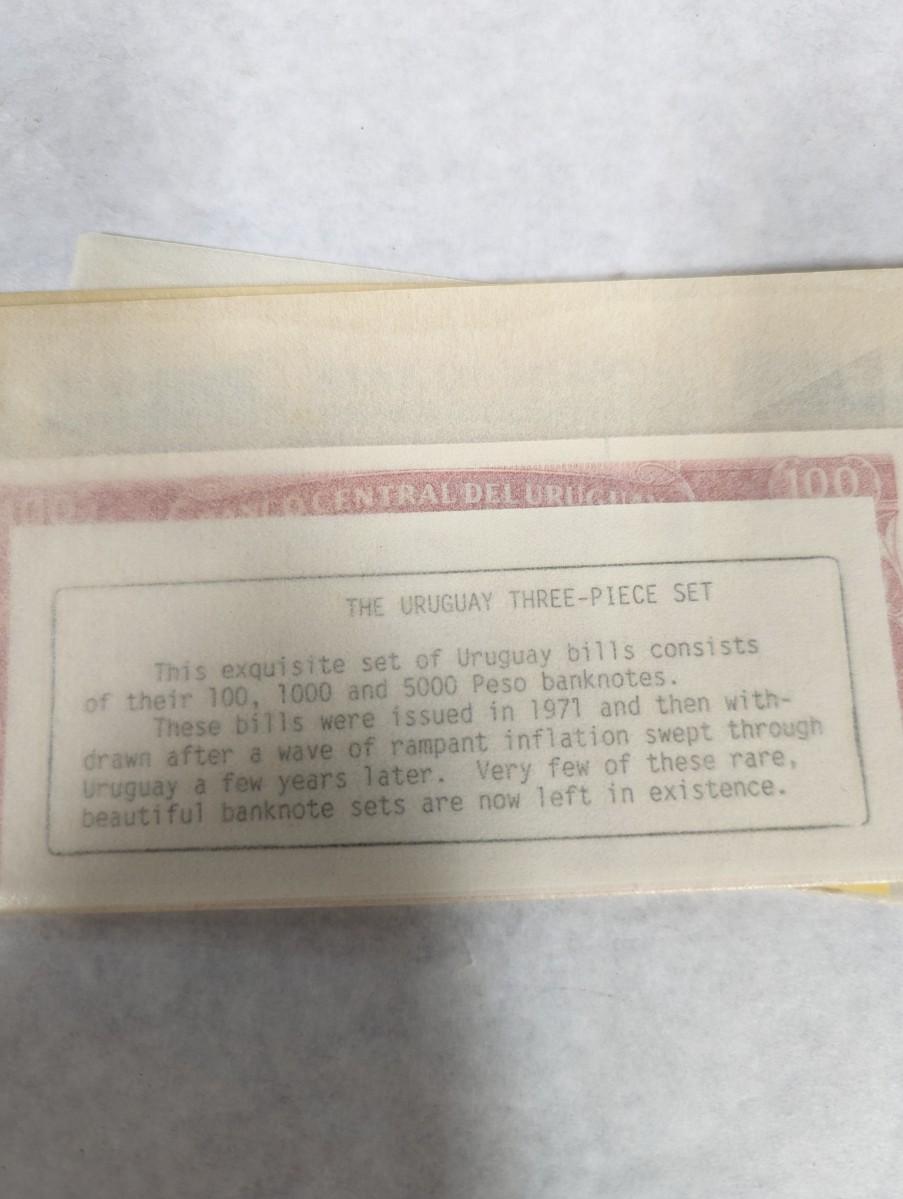 BANCO CENTRAL DEL URUGUAY
100
THE URUGUAY THREE-PIECE SET
This exquisite set of Uruguay bills consists
of their 100, 1000 and 5000 Peso banknotes.
These bills were issued in 1971 and then with-
drawn after a wave of rampant inflation swept through
Uruguay a few years later. Very few of these rare,
beautiful banknote sets are now left in existence.